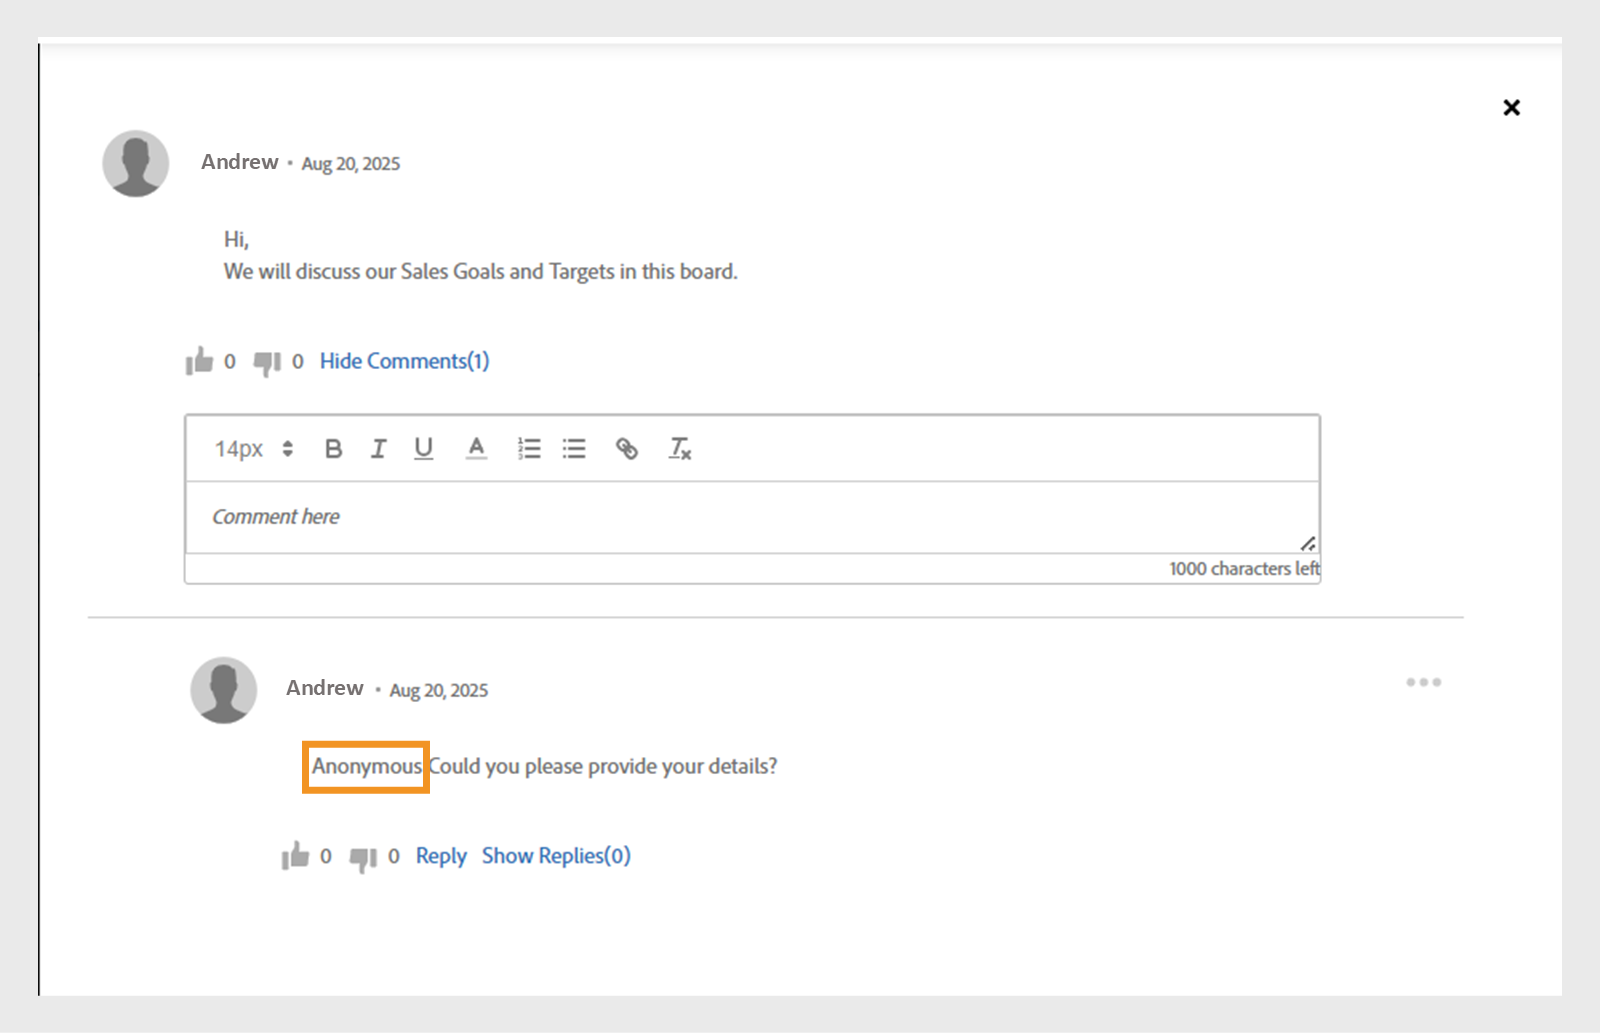 Andrew • Aug 20, 2025
Hi,
We will discuss our Sales Goals and Targets in this board.
0 0 Hide Comments(1)
14px B I U A
Comment here
1000 characters left
Andrew • Aug 20, 2025
Anonymous Could you please provide your details?
0 0 Reply Show Replies(0)